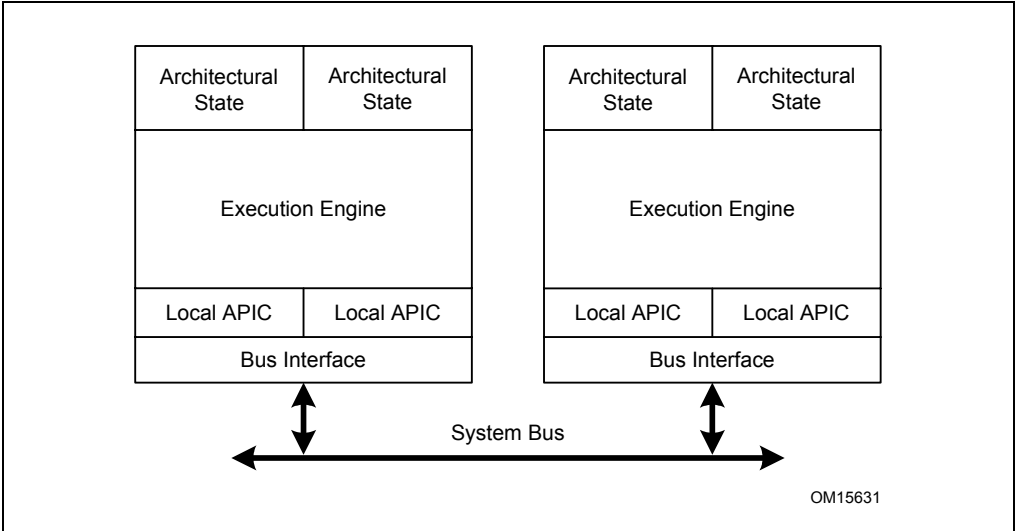 Architectural
State
Architectural
State
Architectural
State
Architectural
State
Execution Engine
Execution Engine
Local APIC
Local APIC
Local APIC
Local APIC
Bus Interface
Bus Interface
System Bus
OM15631